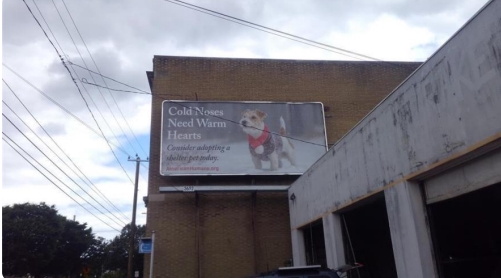 Cold Noses
Need Warm
Hearts
Consider adopting a
shelter pet today.